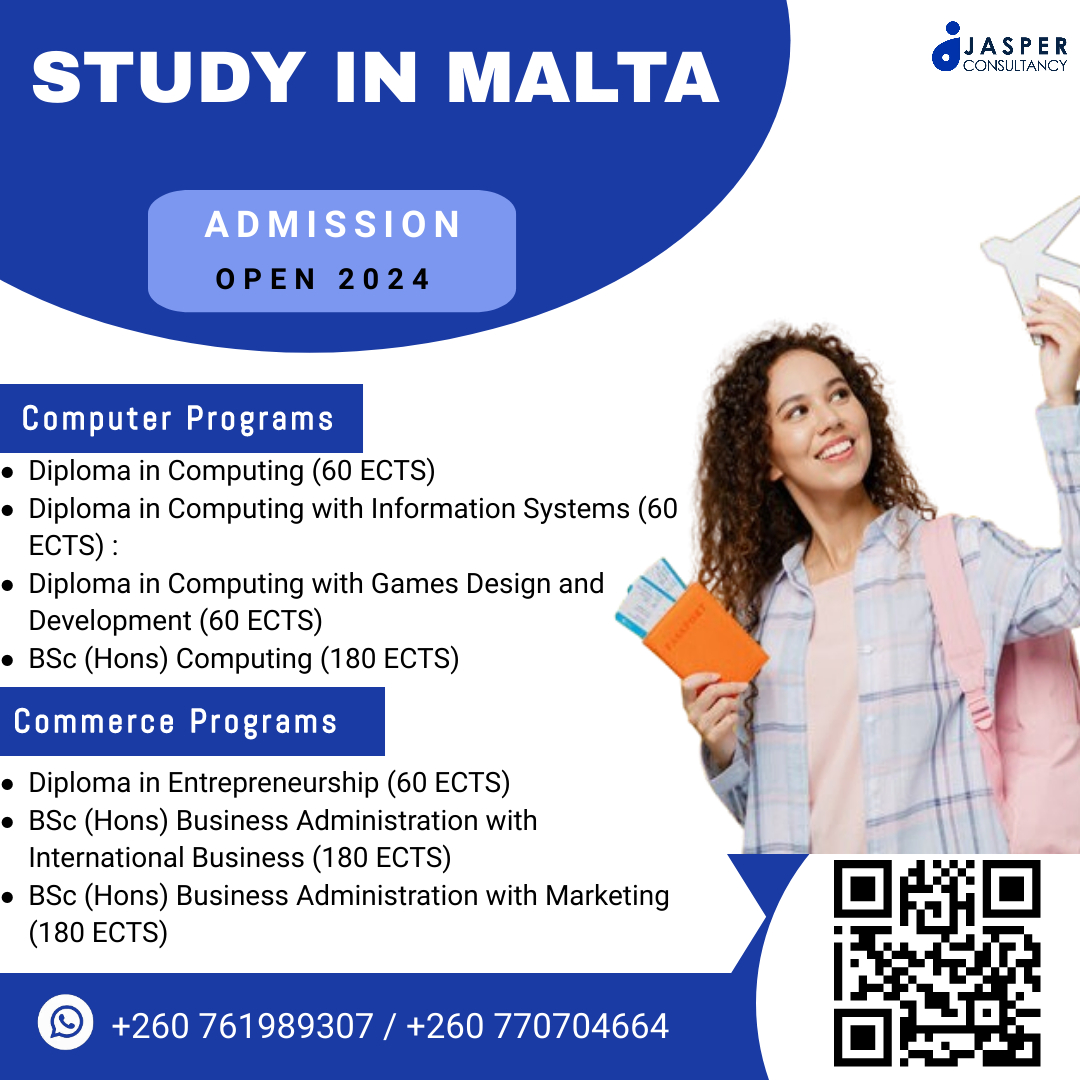 STUDY IN MALTA
JASPER
CONSULTANCY
ADMISSION
OPEN 2024
Computer Programs
• Diploma in Computing (60 ECTS)
• Diploma in Computing with Information Systems (60
ECTS) :
• Diploma in Computing with Games Design and
Development (60 ECTS)
• BSc (Hons) Computing (180 ECTS)
PASSPORT
Commerce Programs
• Diploma in Entrepreneurship (60 ECTS)
• BSc (Hons) Business Administration with
International Business (180 ECTS)
• BSc (Hons) Business Administration with Marketing
(180 ECTS)
+260 761989307 / +260 770704664